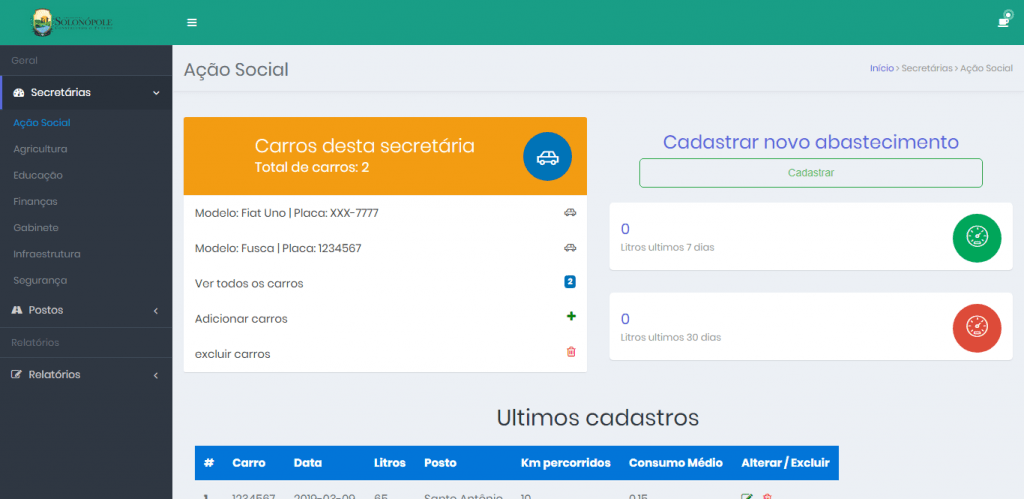 SOLONÓPOLE
Geral
Secretárias
Ação Social
Agricultura
Educação
Finanças
Gabinete
Infraestrutura
Segurança
Postos
Relatórios
Relatórios
Ação Social
Início > Secretárias > Ação Social
Carros desta secretária
Total de carros: 2
Modelo: Fiat Uno | Placa: XXX-7777
Modelo: Fusca | Placa: 1234567
Ver todos os carros 2
Adicionar carros
excluir carros
Cadastrar novo abastecimento
Cadastrar
0
Litros ultimos 7 dias
0
Litros ultimos 30 dias
Ultimos cadastros
# Carro Data Litros Posto Km percorridos Consumo Médio Alterar / Excluir
1 1234567 2019-03-09 65 Santo Antônio 10 0.15